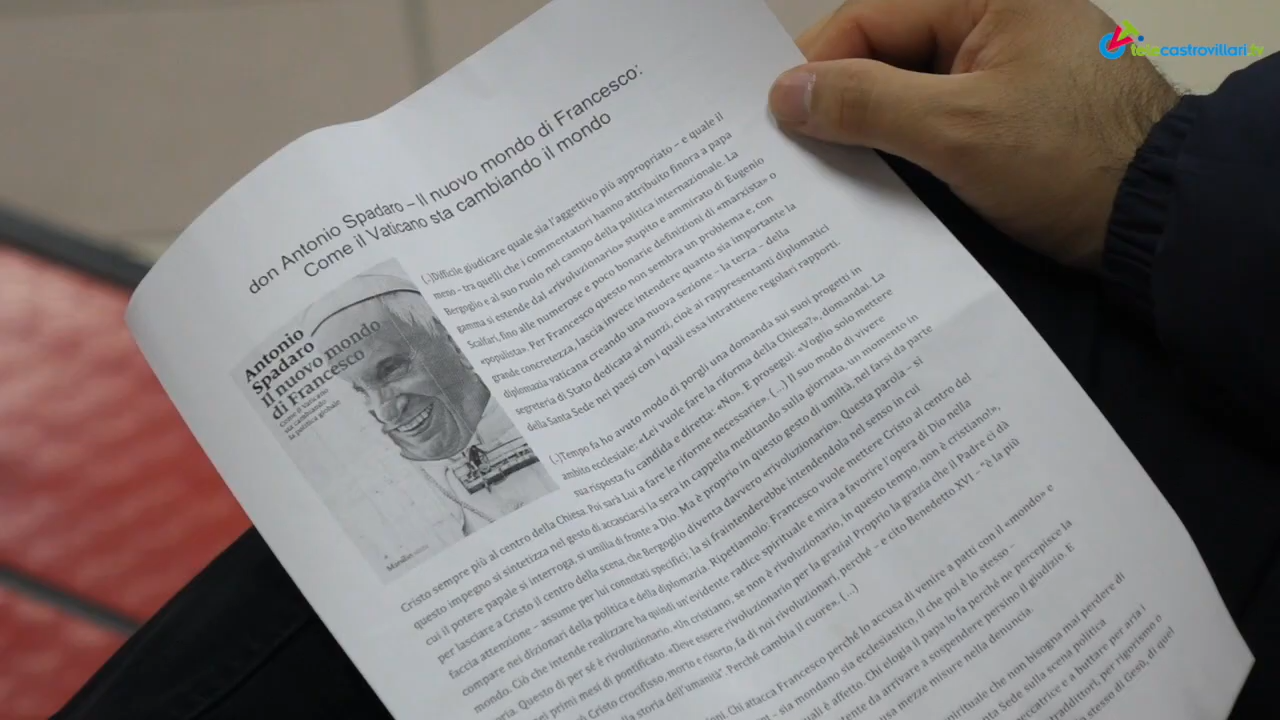 telecastrovillari.tv
don Antonio Spadaro – Il nuovo mondo di Francesco:
Come il Vaticano sta cambiando il mondo
Antonio
Spadaro
Il nuovo mondo
di Francesco
Come il Vaticano
sta cambiando
la politica globale
Marsilio
(..)Difficile giudicare quale sia l'aggettivo più appropriato – e quale il
meno – tra quelli che i commentatori hanno attribuito finora a papa
Bergoglio e al suo ruolo nel campo della politica internazionale. La
gamma si estende dal «rivoluzionario» stupito e ammirato di Eugenio
Scalfari, fino alle numerose e poco bonarie definizioni di «marxista» o
«populista». Per Francesco questo non sembra un problema e, con
grande concretezza, lascia invece intendere quanto sia importante la
diplomazia vaticana creando una nuova sezione – la terza – della
segreteria di Stato dedicata ai nunzi, cioè ai rappresentanti diplomatici
della Santa Sede nei paesi con i quali essa intrattiene regolari rapporti.
(..)Tempo fa ho avuto modo di porgli una domanda sui suoi progetti in
ambito ecclesiale: «Lei vuole fare la riforma della Chiesa?», domandai. La
sua risposta fu candida e diretta: «No». E proseguì: «Voglio solo mettere
Cristo sempre più al centro della Chiesa. Poi sarà Lui a fare le riforme necessarie». (...) Il suo modo di vivere
questo impegno si sintetizza nel gesto di accasciarsi la sera in cappella meditando sulla giornata, un momento in
cui il potere papale si interroga, si umilia di fronte a Dio. Ma è proprio in questo gesto di umiltà, nel farsi da parte
per lasciare a Cristo il centro della scena, che Bergoglio diventa davvero «rivoluzionario». Questa parola – si
faccia attenzione – assume per lui connotati specifici; la si fraintenderebbe intendendola nel senso in cui
compare nei dizionari della politica e della diplomazia. Ripetiamolo: Francesco vuole mettere Cristo al centro del
mondo. Ciò che intende realizzare ha quindi un'evidente radice spirituale e mira a favorire l'opera di Dio nella
oria. Questo di per sé è rivoluzionario. «Un cristiano, se non è rivoluzionario, in questo tempo, non è cristiano»,
nei primi mesi di pontificato. «Deve essere rivoluzionario per la grazia! Proprio la grazia che il Padre ci dà
Cristo crocifisso, morto e risorto, fa di noi rivoluzionari, perché – e cito Benedetto XVI – "è la più
della storia dell'umanità". Perché cambia il cuore». (...)
oni. Chi attacca Francesco perché lo accusa di venire a patti con il «mondo» e
nt – sia mondano sia ecclesiastico, il che poi è lo stesso –
quali è affetto. Chi elogia il papa lo fa perché ne percepisce la
tente da arrivare a sospendere persino il giudizio. E
usa mezze misure nella denuncia.
spirituale che non bisogna mai perdere di
Santa Sede sulla scena politica
peccatrice e a buttare per aria i
traddittori, per rigorismo o
stesso di Gesù, di quel